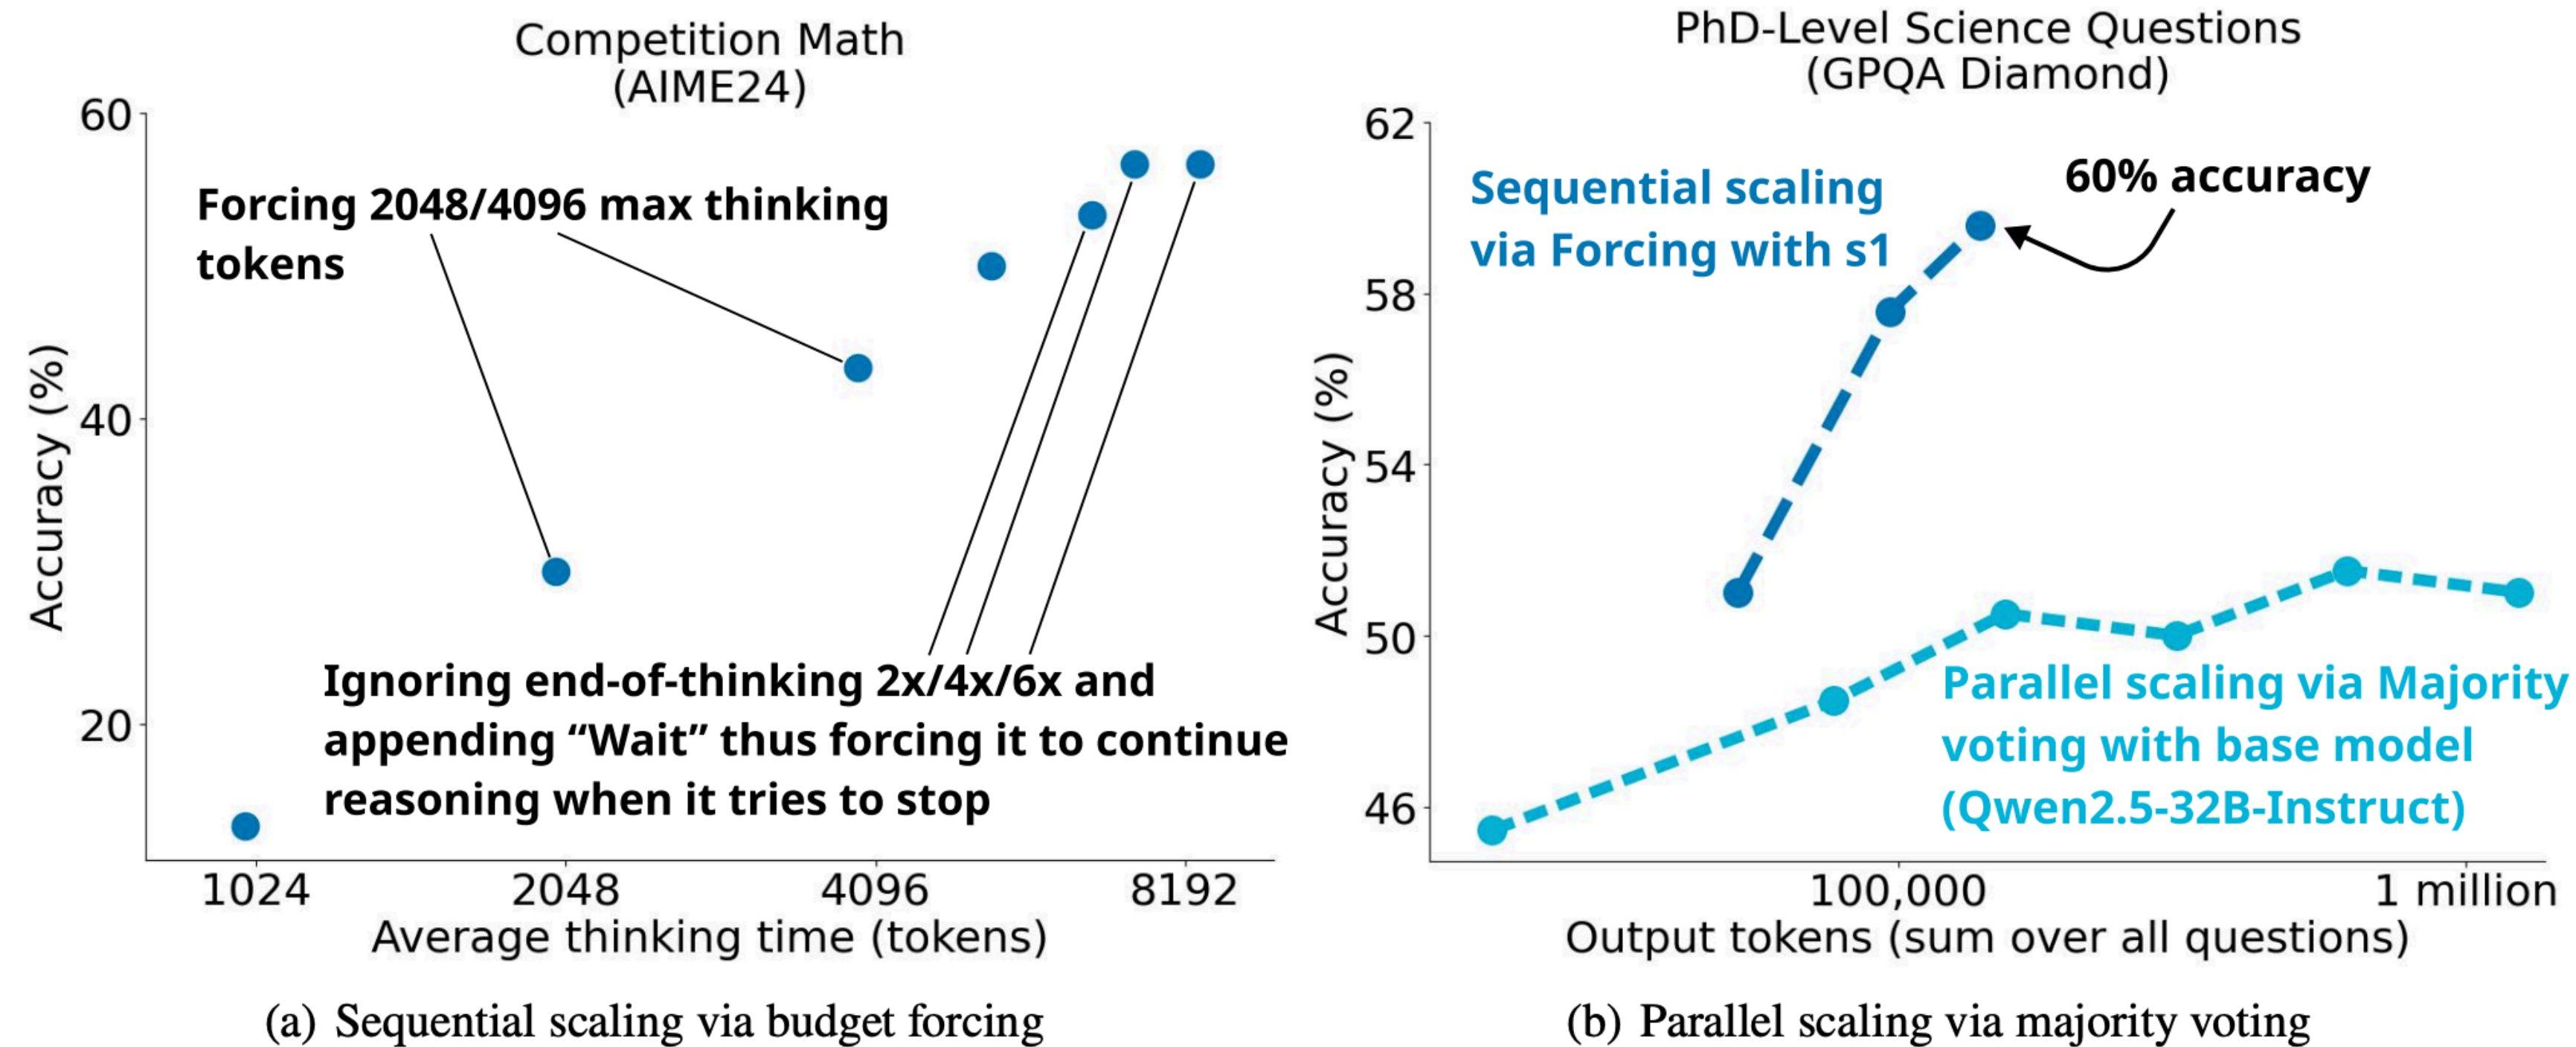 Competition Math
(AIME24)
60
40
20
Accuracy (%)
Forcing 2048/4096 max thinking
tokens
Ignoring end-of-thinking 2x/4x/6x and
appending “Wait” thus forcing it to continue
reasoning when it tries to stop
1024
2048
4096
8192
Average thinking time (tokens)
(a) Sequential scaling via budget forcing
PhD-Level Science Questions
(GPQA Diamond)
62
58
54
50
46
Accuracy (%)
Sequential scaling
via Forcing with s1
60% accuracy
Parallel scaling via Majority
voting with base model
(Qwen2.5-32B-Instruct)
100,000
1 million
Output tokens (sum over all questions)
(b) Parallel scaling via majority voting